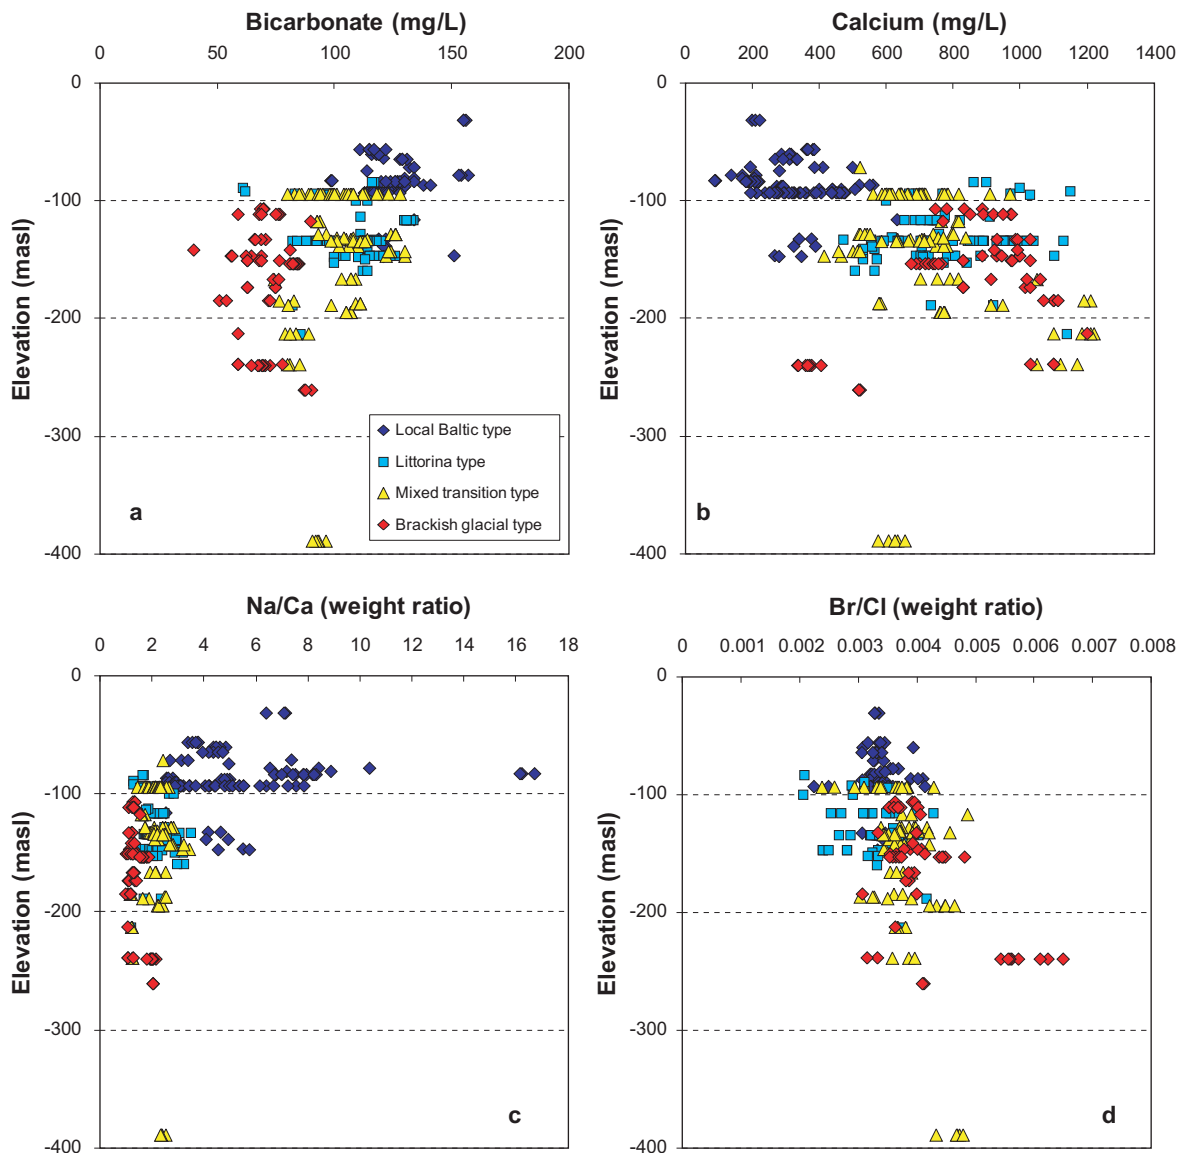 Bicarbonate (mg/L)
0 50 100 150 200
0
-100
-200
-300
-400
Elevation (masl)
Local Baltic type
Littorina type
Mixed transition type
Brackish glacial type
a
Calcium (mg/L)
0 200 400 600 800 1000 1200 1400
0
-100
-200
-300
-400
Elevation (masl)
b
Na/Ca (weight ratio)
0 2 4 6 8 10 12 14 16 18
0
-100
-200
-300
-400
Elevation (masl)
c
Br/Cl (weight ratio)
0 0.001 0.002 0.003 0.004 0.005 0.006 0.007 0.008
0
-100
-200
-300
-400
Elevation (masl)
d